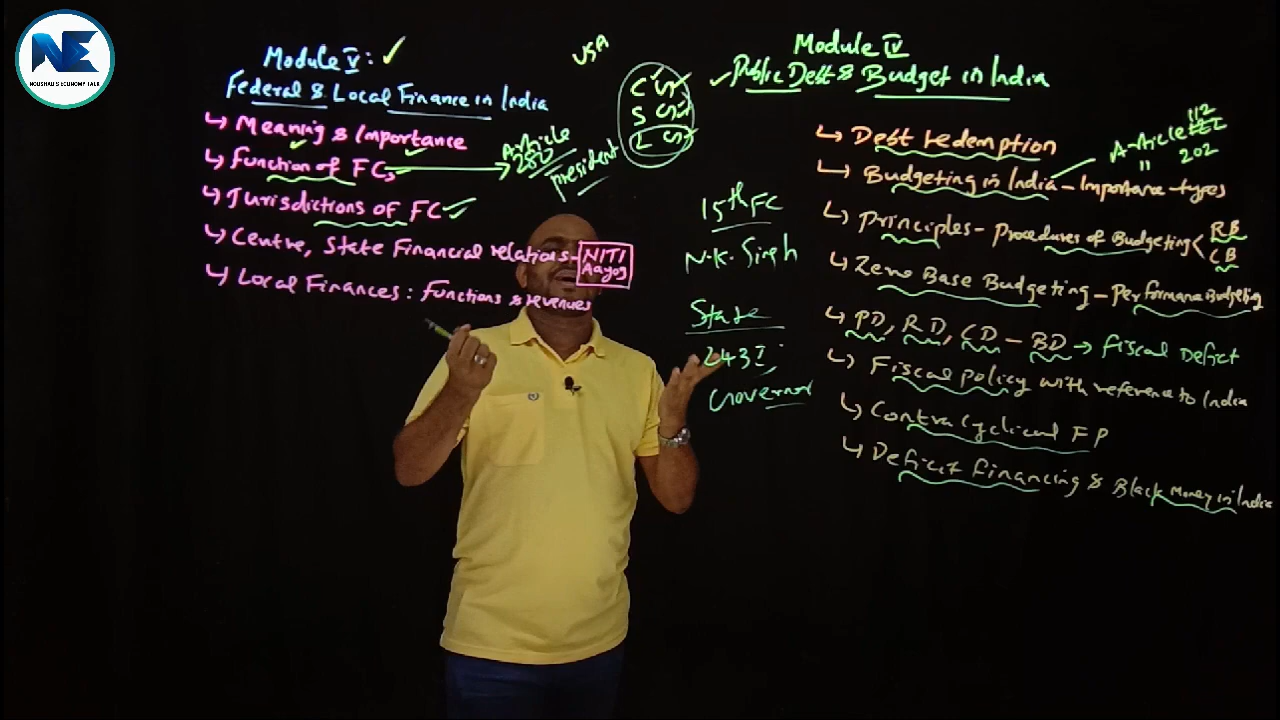 NE
NOUSHAD'S ECONOMY TALK
Module V:
Federal & Local Finance in India
↳ Meaning & Importance
↳ Function of FCs
↳ Jurisdictions of FC
↳ Centre, State Financial relations - NITI Aayog
↳ Local Finances: Functions & revenues
Article
280
President
USA
C G
S G
L G
15th FC
N.K. Singh
State
243 I
Governor
Module IV
Public Debt & Budget in India
↳ Debt redemption
↳ Budgeting in India - Importance - types
Article 112
" 202
↳ Principles - Procedures of Budgeting < RB
CB
↳ Zero Base Budgeting - Performance Budgeting
↳ PD, RD, CD - BD → Fiscal Deficit
↳ Fiscal policy with reference to India
↳ Contra Cyclical FP
↳ Deficit financing & Black Money in India